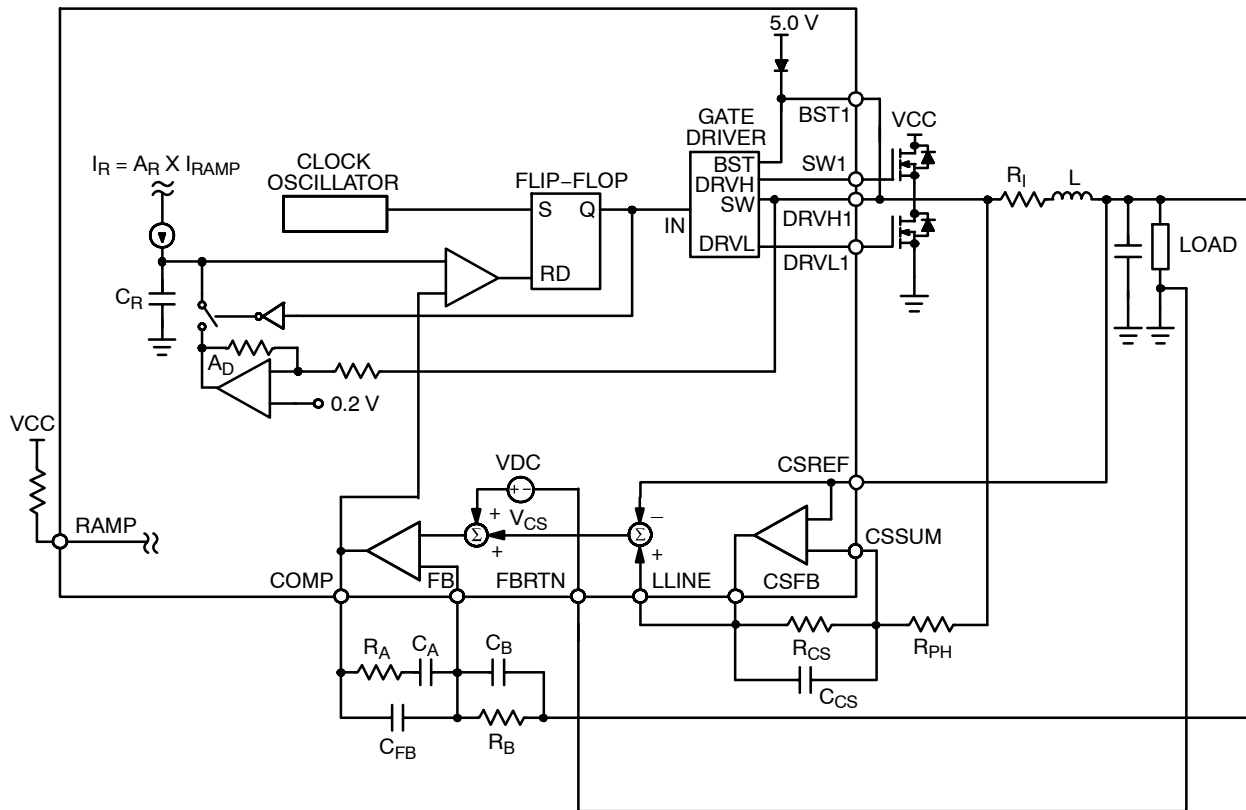 5.0 V
I_R = A_R X I_RAMP
CLOCK
OSCILLATOR
FLIP–FLOP
S
Q
RD
GATE
DRIVER
BST
DRVH
SW
DRVL
IN
BST1
VCC
SW1
DRVH1
DRVL1
R_I
L
LOAD
C_R
A_D
0.2 V
VCC
RAMP
VDC
+ –
V_CS
+
Σ
+
–
Σ
+
CSREF
CSSUM
CSFB
COMP
FB
FBRTN
LLINE
R_A
C_A
C_B
C_FB
R_B
R_CS
C_CS
R_PH